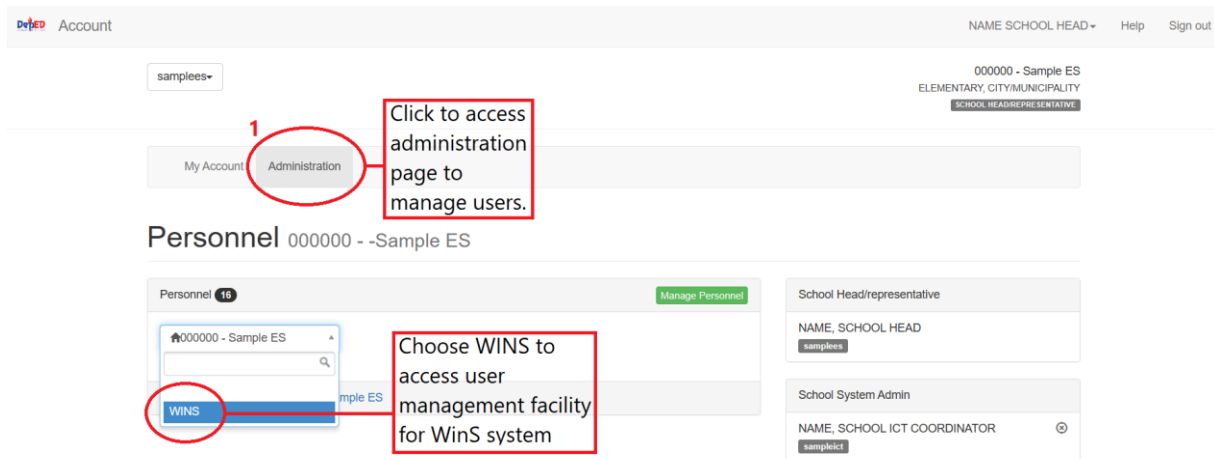 DepED Account NAME SCHOOL HEAD Help Sign out
samplees
000000 - Sample ES
ELEMENTARY, CITY/MUNICIPALITY
SCHOOL HEAD/REPRESENTATIVE
1
My Account Administration
Click to access
administration
page to
manage users.
Personnel 000000 - -Sample ES
Personnel 16 Manage Personnel
000000 - Sample ES
WINS
mple ES
Choose WINS to
access user
management facility
for WinS system
School Head/representative
NAME, SCHOOL HEAD
samplees
School System Admin
NAME, SCHOOL ICT COORDINATOR
sampleict